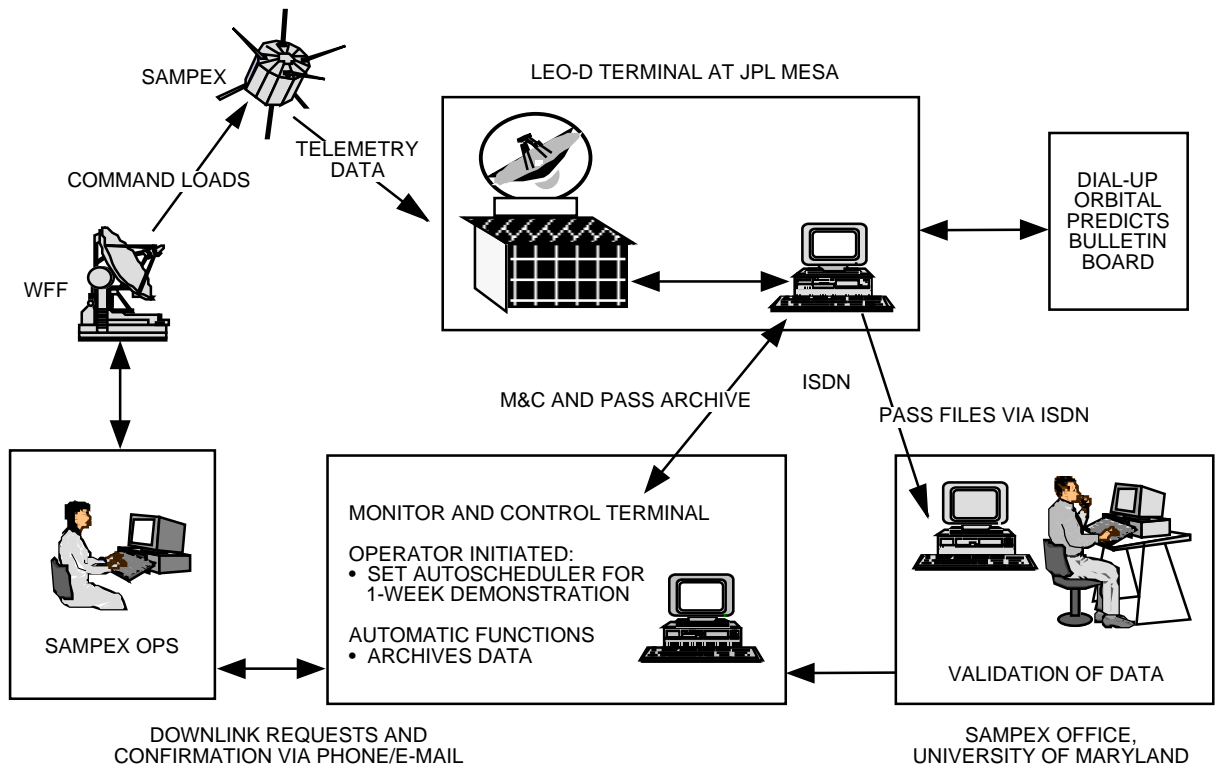 SAMPEX
LEO-D TERMINAL AT JPL MESA
TELEMETRY
DATA
COMMAND LOADS
DIAL-UP
ORBITAL
PREDICTS
BULLETIN
BOARD
WFF
M&C AND PASS ARCHIVE
ISDN
PASS FILES VIA ISDN
SAMPEX OPS
MONITOR AND CONTROL TERMINAL
OPERATOR INITIATED:
• SET AUTOSCHEDULER FOR
1-WEEK DEMONSTRATION
AUTOMATIC FUNCTIONS
• ARCHIVES DATA
VALIDATION OF DATA
DOWNLINK REQUESTS AND
CONFIRMATION VIA PHONE/E-MAIL
SAMPEX OFFICE,
UNIVERSITY OF MARYLAND